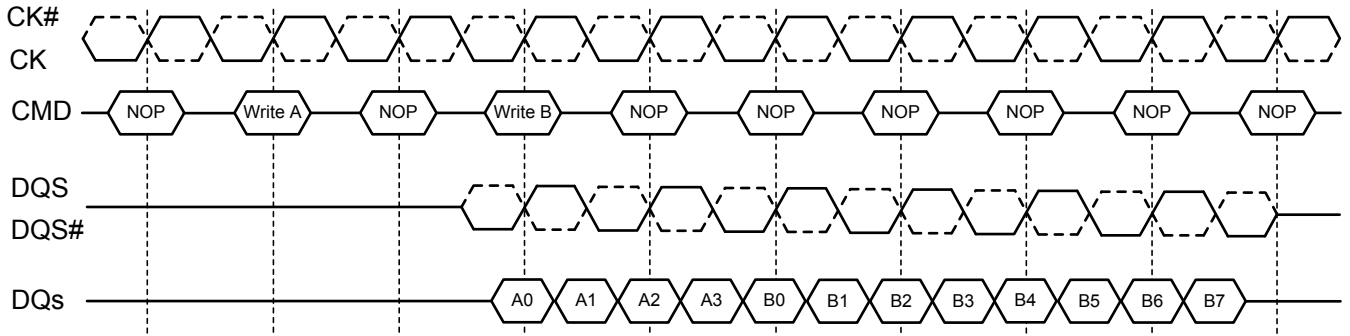 CK#
CK
CMD NOP Write A NOP Write B NOP NOP NOP NOP NOP NOP
DQS
DQS#
DQs A0 A1 A2 A3 B0 B1 B2 B3 B4 B5 B6 B7